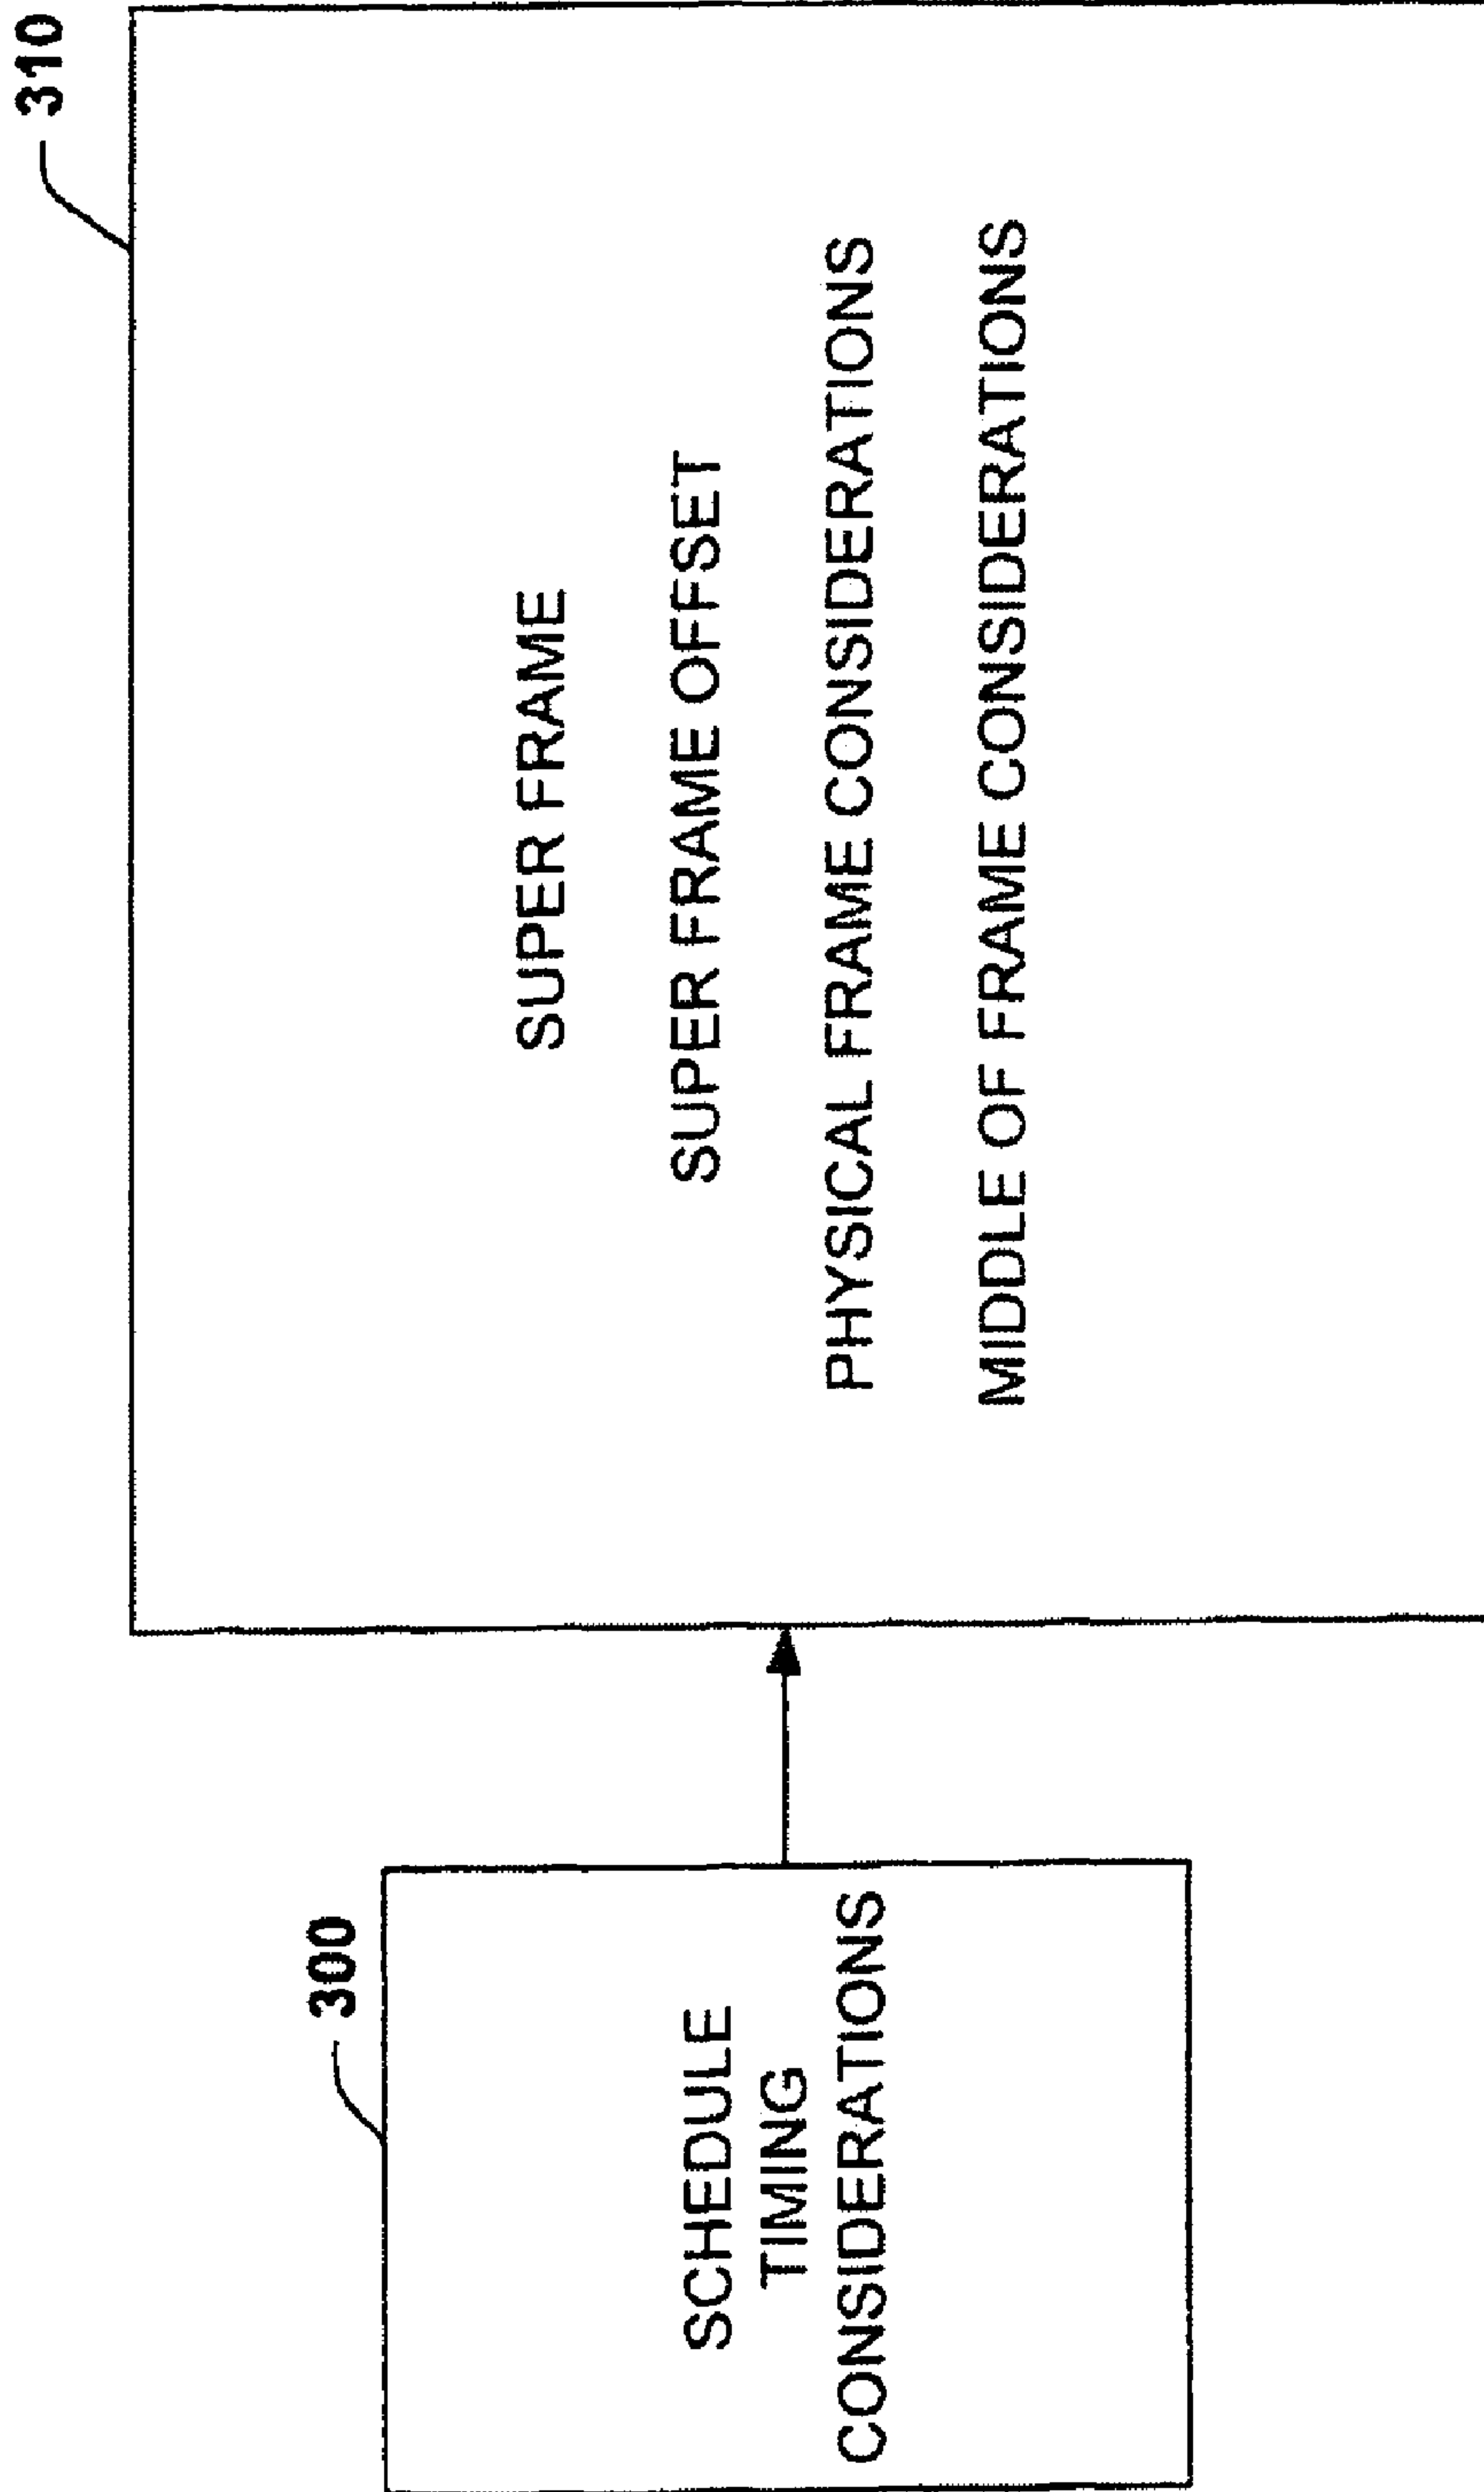 300
SCHEDULE
TIMING
CONSIDERATIONS
310
SUPER FRAME
SUPER FRAME OFFSET
PHYSICAL FRAME CONSIDERATIONS
MIDDLE OF FRAME CONSIDERATIONS